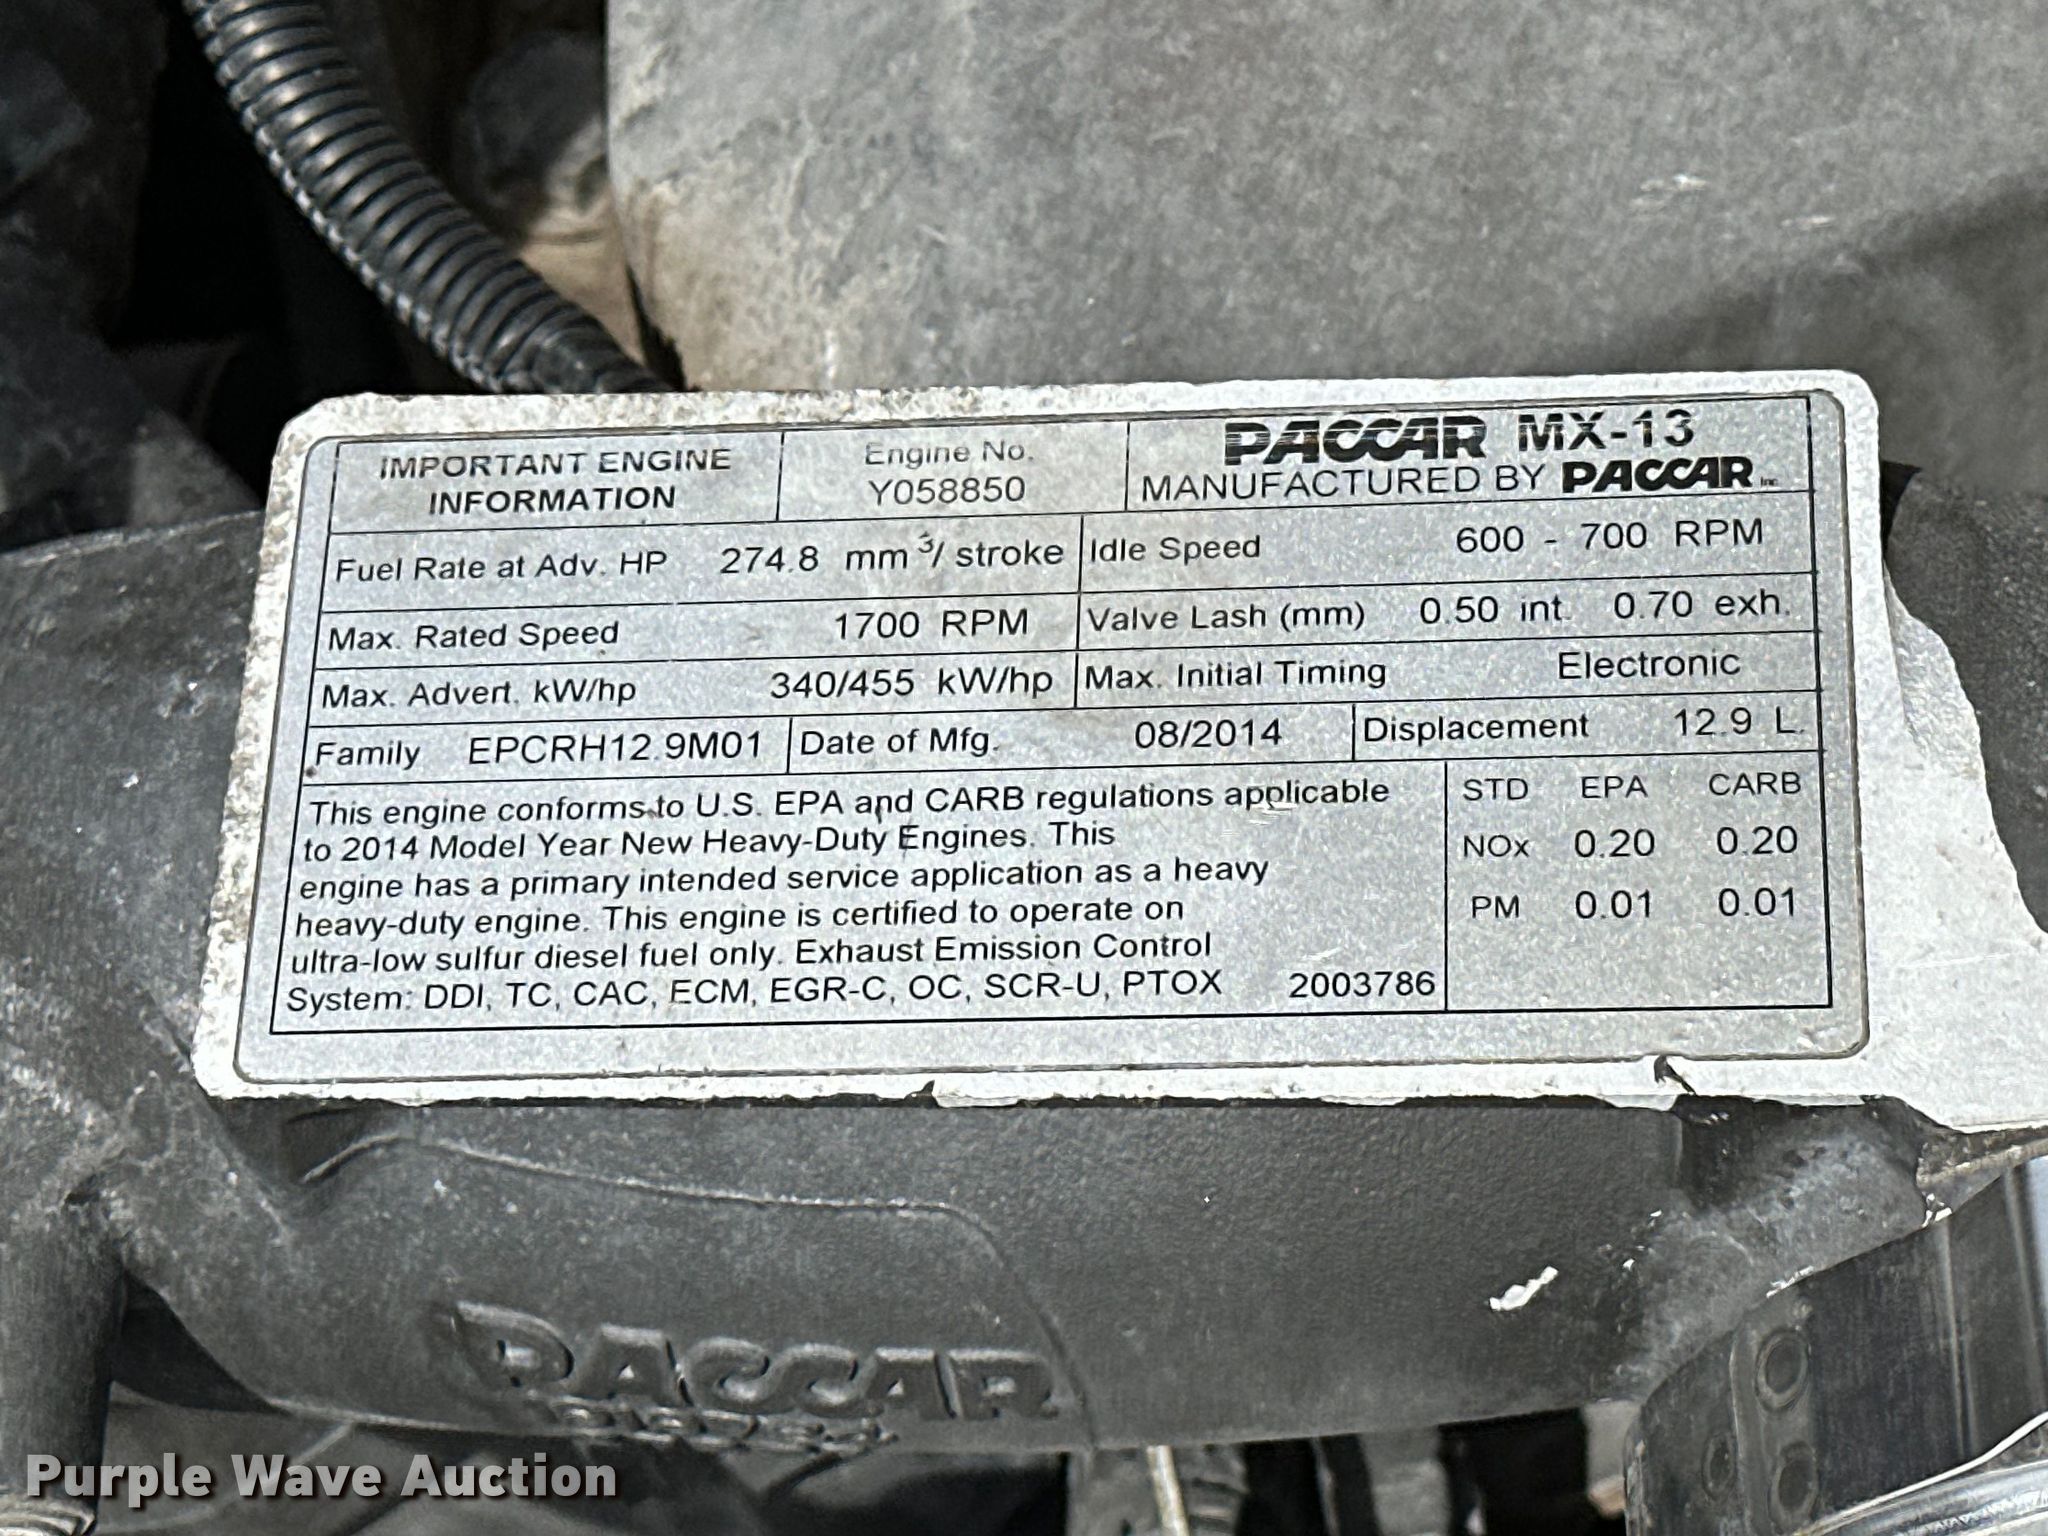 IMPORTANT ENGINE
INFORMATION
Engine No.
Y058850
PACCAR MX-13
MANUFACTURED BY PACCAR Inc.
Fuel Rate at Adv. HP 274.8 mm³/ stroke
Idle Speed 600 - 700 RPM
Max. Rated Speed 1700 RPM
Valve Lash (mm) 0.50 int. 0.70 exh.
Max. Advert. kW/hp 340/455 kW/hp
Max. Initial Timing Electronic
Family EPCRH12.9M01
Date of Mfg. 08/2014
Displacement 12.9 L.
This engine conforms to U.S. EPA and CARB regulations applicable
to 2014 Model Year New Heavy-Duty Engines. This
engine has a primary intended service application as a heavy
heavy-duty engine. This engine is certified to operate on
ultra-low sulfur diesel fuel only. Exhaust Emission Control
System: DDI, TC, CAC, ECM, EGR-C, OC, SCR-U, PTOX 2003786
STD EPA CARB
NOx 0.20 0.20
PM 0.01 0.01
PACCAR
Purple Wave Auction